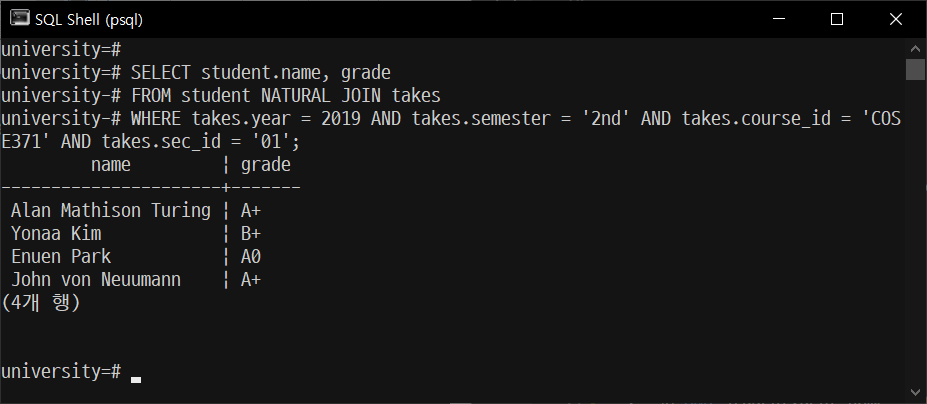 SQL Shell (psql)
university=#
university=# SELECT student.name, grade
university-# FROM student NATURAL JOIN takes
university-# WHERE takes.year = 2019 AND takes.semester = '2nd' AND takes.course_id = 'COS
E371' AND takes.sec_id = '01';
         name         ¦ grade
----------------------+-------
 Alan Mathison Turing ¦ A+
 Yonaa Kim            ¦ B+
 Enuen Park           ¦ A0
 John von Neuumann    ¦ A+
(4개 행)
university=#